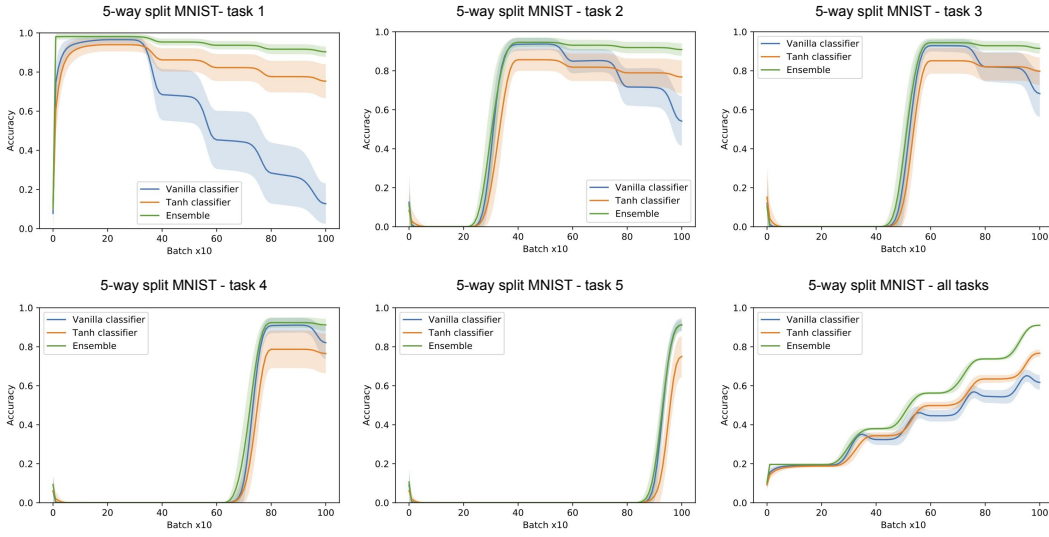 5-way split MNIST- task 1
1.0
0.8
0.6
0.4
0.2
0.0
Accuracy
Vanilla classifier
Tanh classifier
Ensemble
0 20 40 60 80 100
Batch x10
5-way split MNIST - task 2
1.0
0.8
0.6
0.4
0.2
0.0
Accuracy
Vanilla classifier
Tanh classifier
Ensemble
0 20 40 60 80 100
Batch x10
5-way split MNIST - task 3
1.0
0.8
0.6
0.4
0.2
0.0
Accuracy
Vanilla classifier
Tanh classifier
Ensemble
0 20 40 60 80 100
Batch x10
5-way split MNIST - task 4
1.0
0.8
0.6
0.4
0.2
0.0
Accuracy
Vanilla classifier
Tanh classifier
Ensemble
0 20 40 60 80 100
Batch x10
5-way split MNIST - task 5
1.0
0.8
0.6
0.4
0.2
0.0
Accuracy
Vanilla classifier
Tanh classifier
Ensemble
0 20 40 60 80 100
Batch x10
5-way split MNIST - all tasks
1.0
0.8
0.6
0.4
0.2
0.0
Accuracy
Vanilla classifier
Tanh classifier
Ensemble
0 20 40 60 80 100
Batch x10